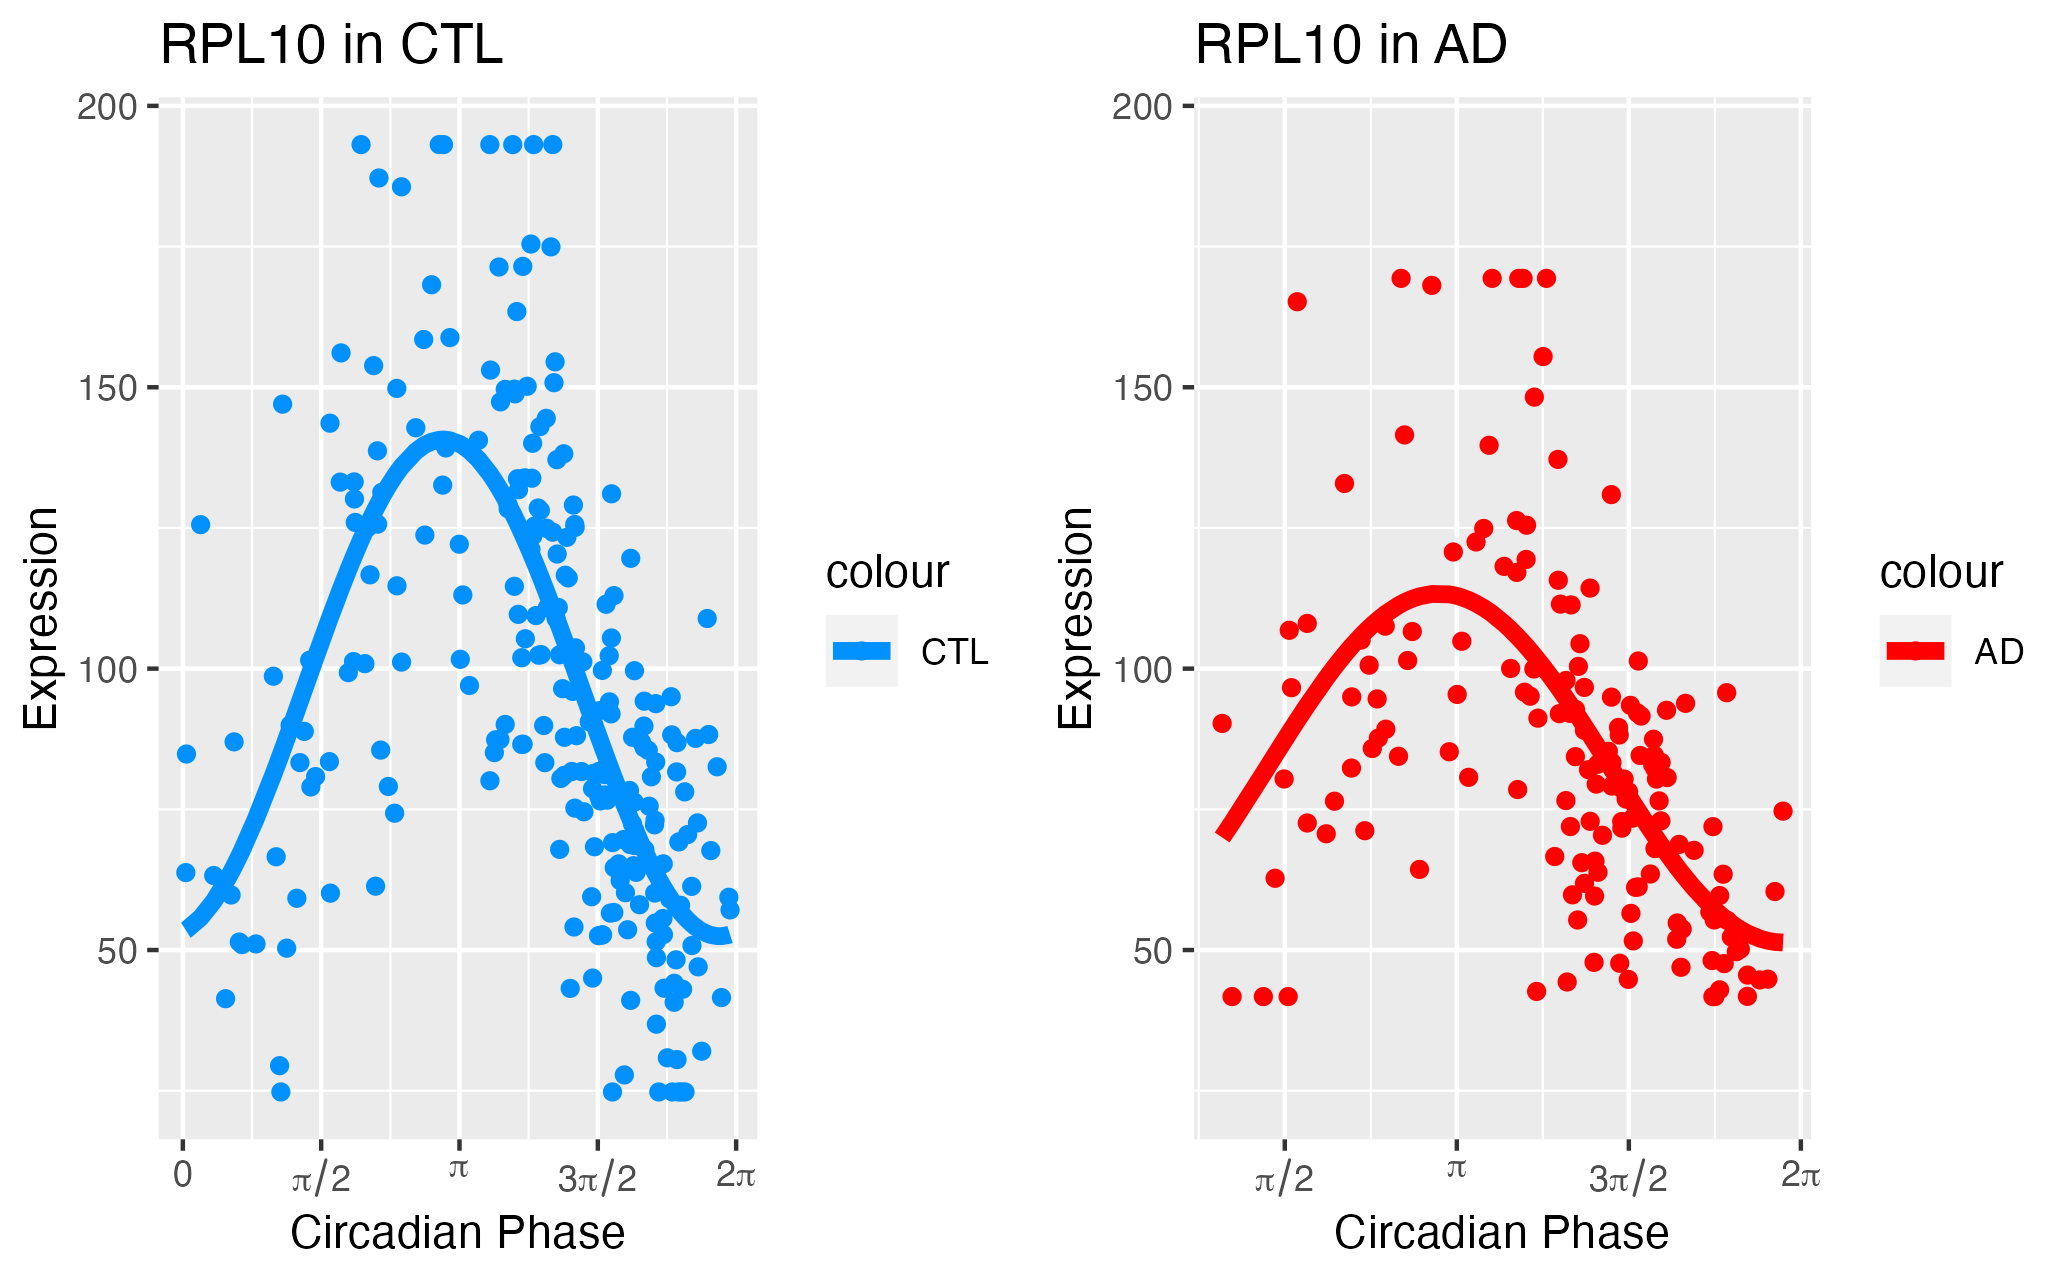 RPL10 in CTL
200
150
100
50
Expression
0
π/2
π
3π/2
2π
Circadian Phase
colour
CTL
RPL10 in AD
200
150
100
50
Expression
π/2
π
3π/2
2π
Circadian Phase
colour
AD